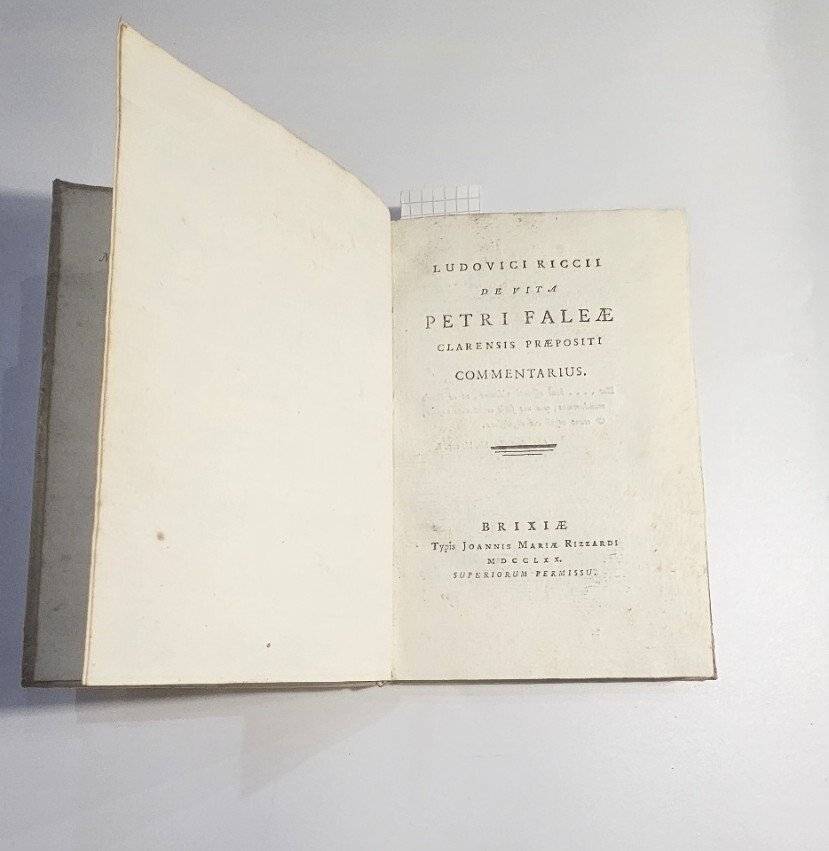 LUDOVICI RICCII
DE VITA
PETRI FALEÆ
CLARENSIS PRÆPOSITI
COMMENTARIUS.
BRIXIÆ
Typis JOANNIS MARIÆ RIZZARDI
MDCCLXX.
SUPERIORUM PERMISSU.